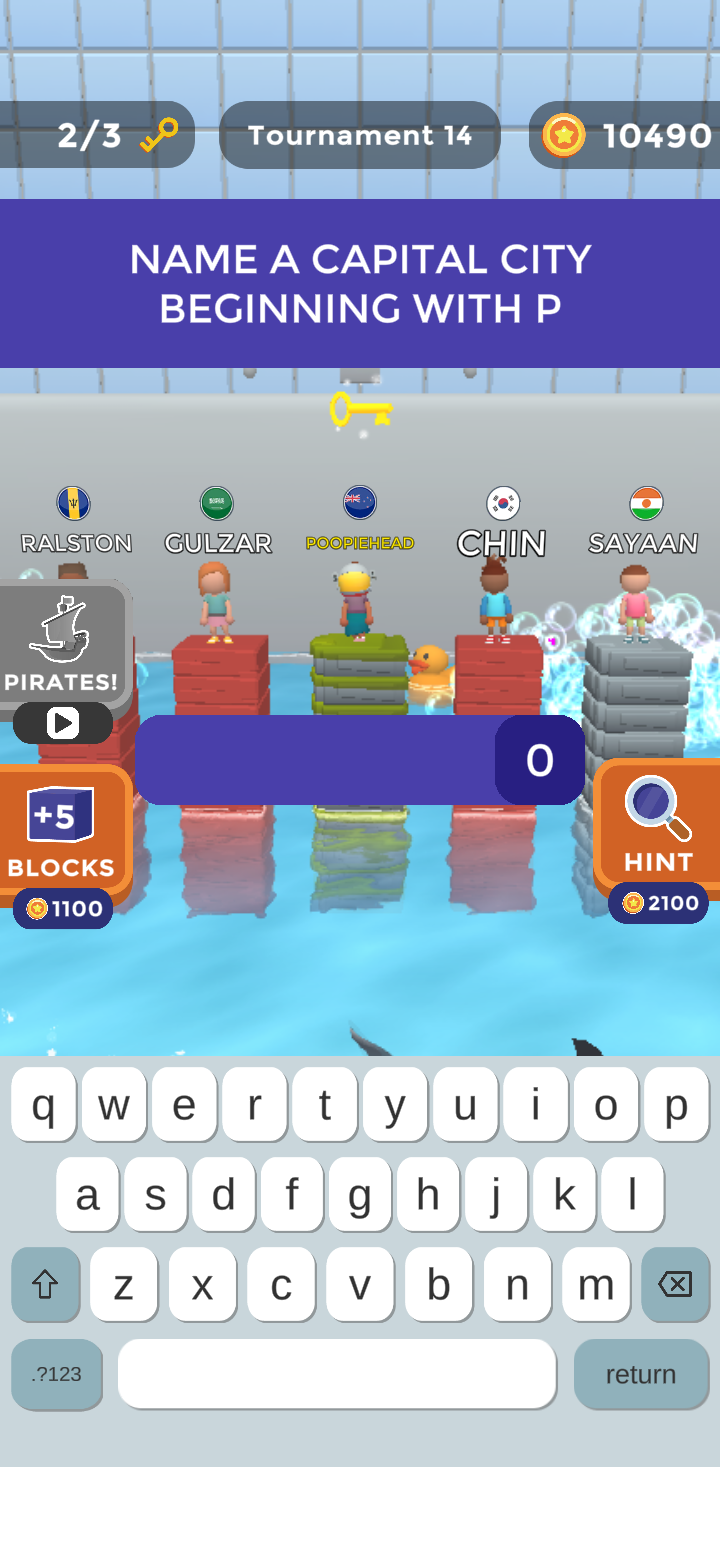 2/3
Tournament 14
10490
NAME A CAPITAL CITY
BEGINNING WITH P
RALSTON
GULZAR
POOPIEHEAD
CHIN
SAYAAN
PIRATES!
0
+5
BLOCKS
1100
HINT
2100
q w e r t y u i o p
a s d f g h j k l
z x c v b n m
.?123
return